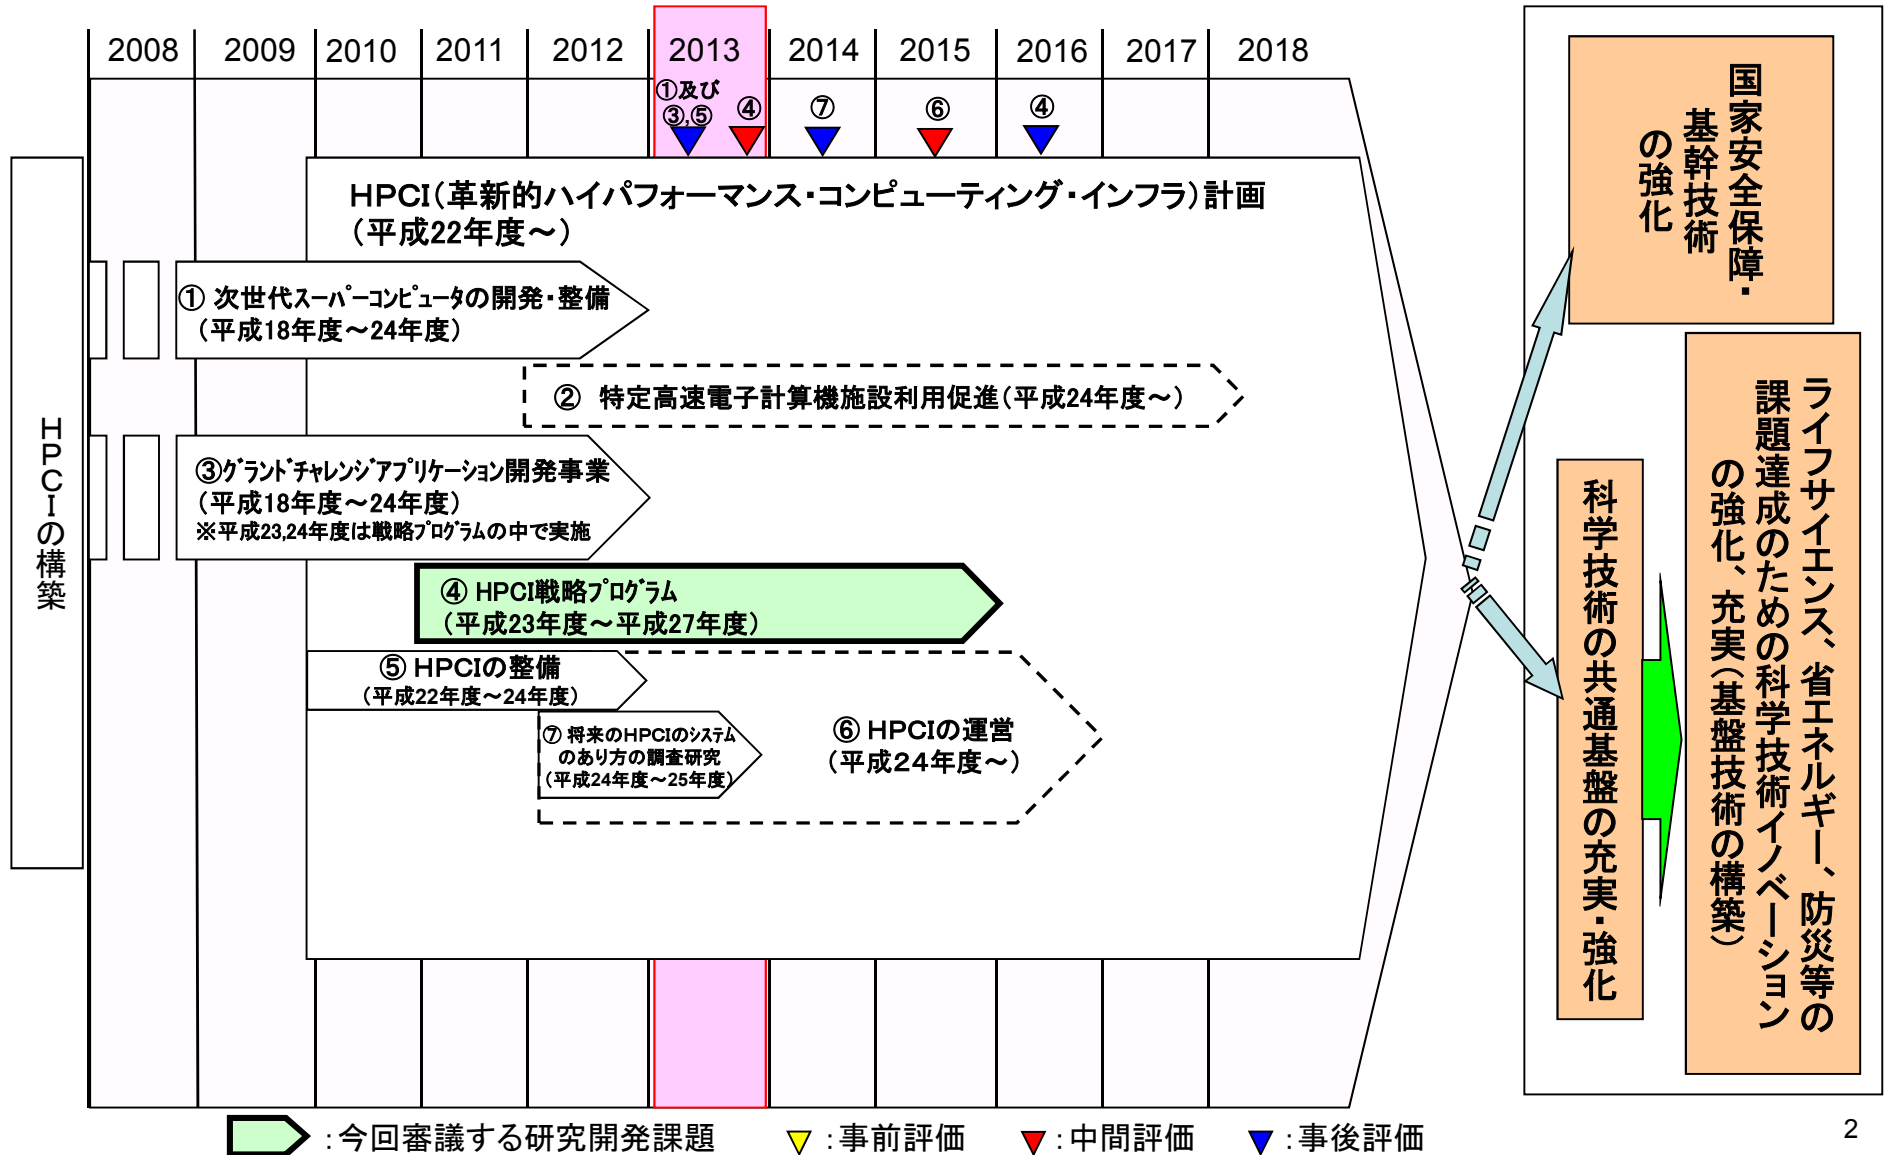 2008 2009 2010 2011 2012 2013 2014 2015 2016 2017 2018
①及び
③,⑤
④
⑦
⑥
④
HPCIの構築
HPCI(革新的ハイパフォーマンス・コンピューティング・インフラ)計画
(平成22年度～)
① 次世代スーパーコンピュータの開発・整備
(平成18年度～24年度)
② 特定高速電子計算機施設利用促進(平成24年度～)
③グランドチャレンジアプリケーション開発事業
(平成18年度～24年度)
※平成23,24年度は戦略プログラムの中で実施
④ HPCI戦略プログラム
(平成23年度～平成27年度)
⑤ HPCIの整備
(平成22年度～24年度)
⑦ 将来のHPCIのシステム
のあり方の調査研究
(平成24年度～25年度)
⑥ HPCIの運営
(平成24年度～)
国家安全保障・
基幹技術
の強化
科学技術の共通基盤の充実・強化
ライフサイエンス、省エネルギー、防災等の
課題達成のための科学技術イノベーション
の強化、充実(基盤技術の構築)
:今回審議する研究開発課題
:事前評価
:中間評価
:事後評価
2